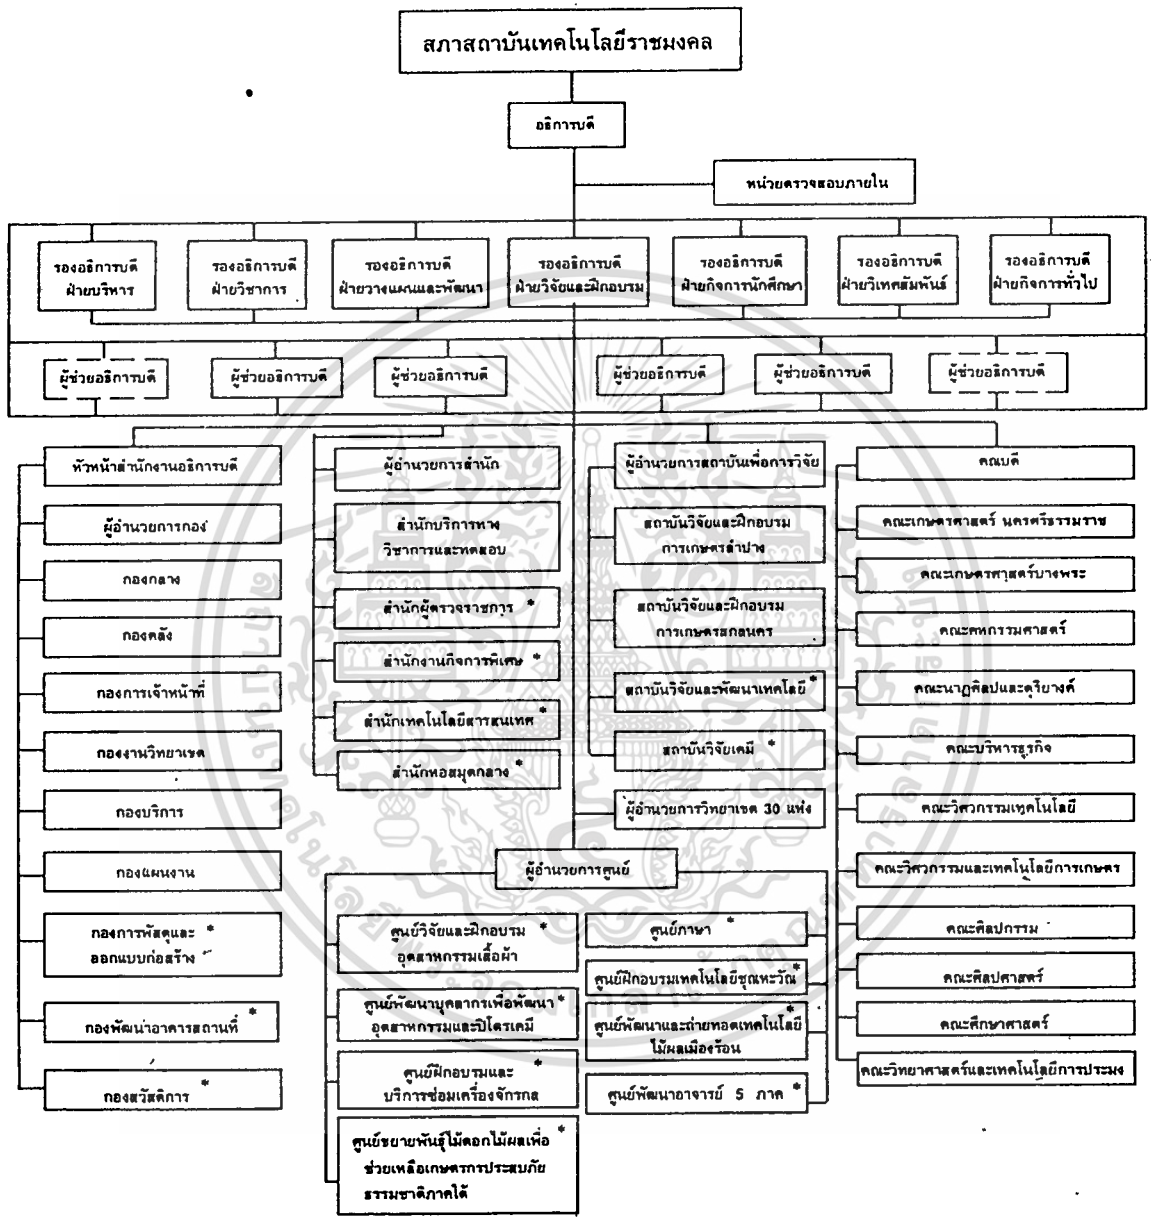 สภาสถาบันเทคโนโลยีราชมงคล
อธิการบดี
หน่วยตรวจสอบภายใน
รองอธิการบดี
ฝ่ายบริหาร
รองอธิการบดี
ฝ่ายวิชาการ
รองอธิการบดี
ฝ่ายวางแผนและพัฒนา
รองอธิการบดี
ฝ่ายวิจัยและฝึกอบรม
รองอธิการบดี
ฝ่ายกิจการนักศึกษา
รองอธิการบดี
ฝ่ายวิเทศสัมพันธ์
รองอธิการบดี
ฝ่ายกิจการทั่วไป
ผู้ช่วยอธิการบดี
ผู้ช่วยอธิการบดี
ผู้ช่วยอธิการบดี
ผู้ช่วยอธิการบดี
ผู้ช่วยอธิการบดี
ผู้ช่วยอธิการบดี
หัวหน้าสำนักงานอธิการบดี
ผู้อำนวยการกอง
กองกลาง
กองคลัง
กองการเจ้าหน้าที่
กองงานวิทยาเขต
กองบริการ
กองแผนงาน
กองการพัสดุและ *
ออกแบบก่อสร้าง
กองพัฒนาอาคารสถานที่ *
กองสวัสดิการ *
ผู้อำนวยการสำนัก
สำนักบริการทาง
วิชาการและทดสอบ
สำนักผู้ตรวจราชการ *
สำนักงานกิจการพิเศษ *
สำนักเทคโนโลยีสารสนเทศ *
สำนักหอสมุดกลาง *
ผู้อำนวยการสถาบันเพื่อการวิจัย
สถาบันวิจัยและฝึกอบรม
การเกษตรลำปาง
สถาบันวิจัยและฝึกอบรม
การเกษตรสกลนคร
สถาบันวิจัยและพัฒนาเทคโนโลยี *
สถาบันวิจัยเคมี *
ผู้อำนวยการวิทยาเขต 30 แห่ง
คณบดี
คณะเกษตรศาสตร์ นครศรีธรรมราช
คณะเกษตรศาสตร์บางพระ
คณะคหกรรมศาสตร์
คณะนาฏศิลปและดุริยางค์
คณะบริหารธุรกิจ
คณะวิศวกรรมเทคโนโลยี
คณะวิศวกรรมและเทคโนโลยีการเกษตร
คณะศิลปกรรม
คณะศิลปศาสตร์
คณะศึกษาศาสตร์
คณะวิทยาศาสตร์และเทคโนโลยีการประมง
ผู้อำนวยการศูนย์
ศูนย์วิจัยและฝึกอบรม *
อุตสาหกรรมเสื้อผ้า
ศูนย์พัฒนาบุคลากรเพื่อพัฒนา *
อุตสาหกรรมและปิโตรเคมี
ศูนย์ฝึกอบรมและ *
บริการซ่อมเครื่องจักรกล
ศูนย์ขยายพันธุ์ไม้ดอกไม้ผลเพื่อ *
ช่วยเหลือเกษตรกรประสบภัย
ธรรมชาติภาคใต้
ศูนย์ภาษา *
ศูนย์ฝึกอบรมเทคโนโลยีชุณหะวัณ *
ศูนย์พัฒนาและถ่ายทอดเทคโนโลยี *
ไม้ผลเมืองร้อน
ศูนย์พัฒนาอาจารย์ 5 ภาค *